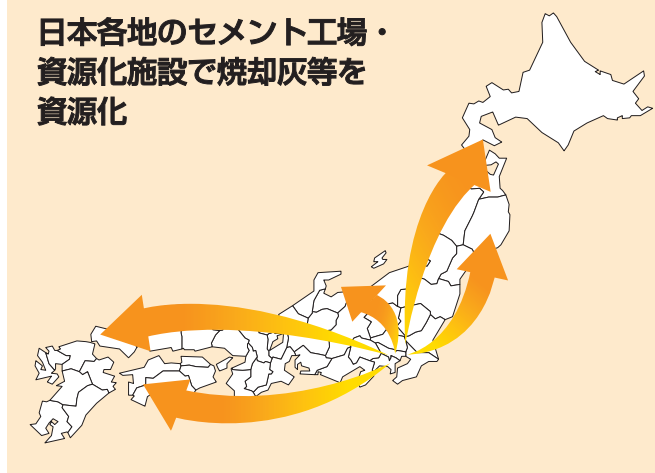 日本各地のセメント工場・
資源化施設で焼却灰等を
資源化